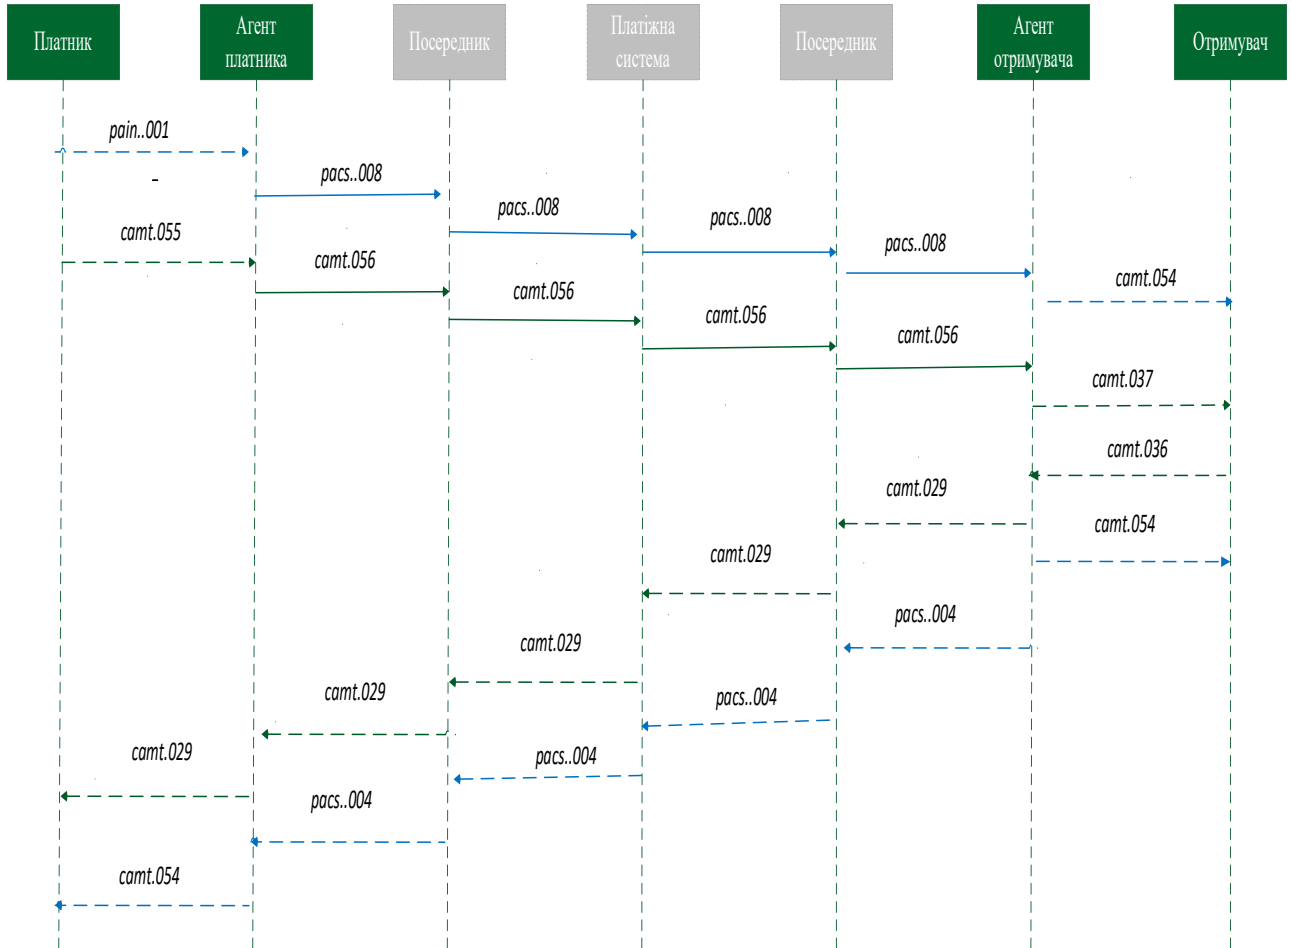 Платник
Агент
платника
Посередник
Платіжна
система
Посередник
Агент
отримувача
Отримувач
pain..001
pacs..008
pacs..008
pacs..008
pacs..008
camt.054
camt.055
camt.056
camt.056
camt.056
camt.056
camt.037
camt.036
camt.029
camt.054
camt.029
pacs..004
camt.029
camt.029
pacs..004
camt.029
pacs..004
pacs..004
camt.054